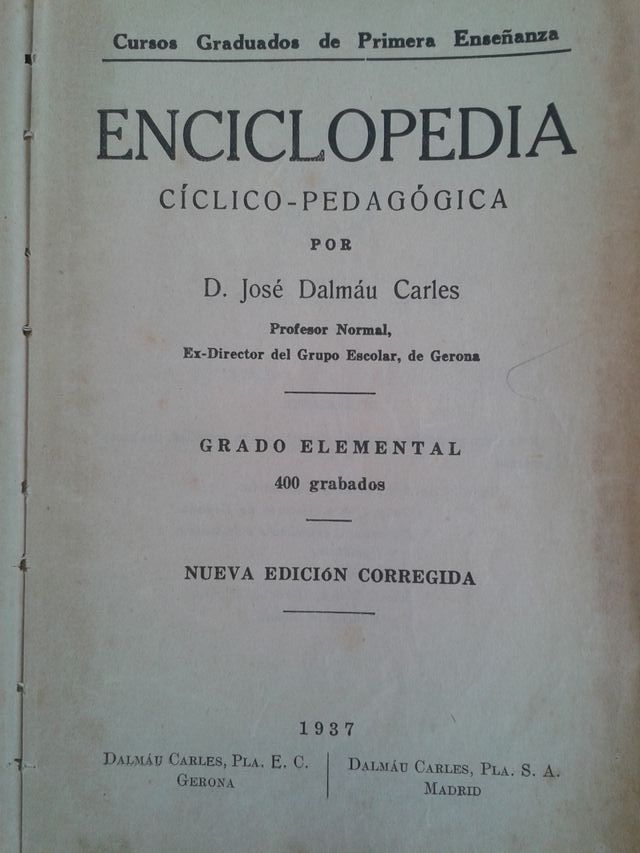 Cursos Graduados de Primera Enseñanza
ENCICLOPEDIA
CÍCLICO-PEDAGÓGICA
POR
D. José Dalmáu Carles
Profesor Normal,
Ex-Director del Grupo Escolar, de Gerona
GRADO ELEMENTAL
400 grabados
NUEVA EDICIóN CORREGIDA
1937
DALMÁU CARLES, PLA. E. C.
GERONA
DALMÁU CARLES, PLA. S. A.
MADRID